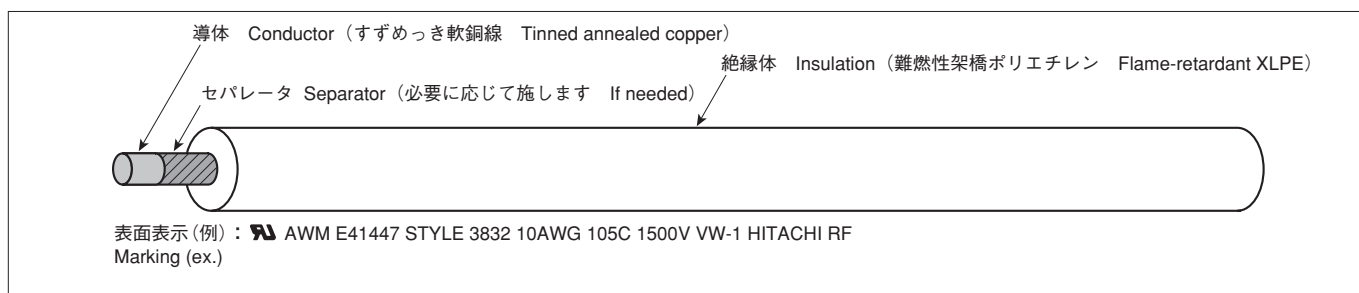 導体 Conductor（すずめっき軟銅線 Tinned annealed copper）
絶縁体 Insulation（難燃性架橋ポリエチレン Flame-retardant XLPE）
セパレータ Separator（必要に応じて施します If needed）
表面表示（例）： RU AWM E41447 STYLE 3832 10AWG 105C 1500V VW-1 HITACHI RF
Marking (ex.)